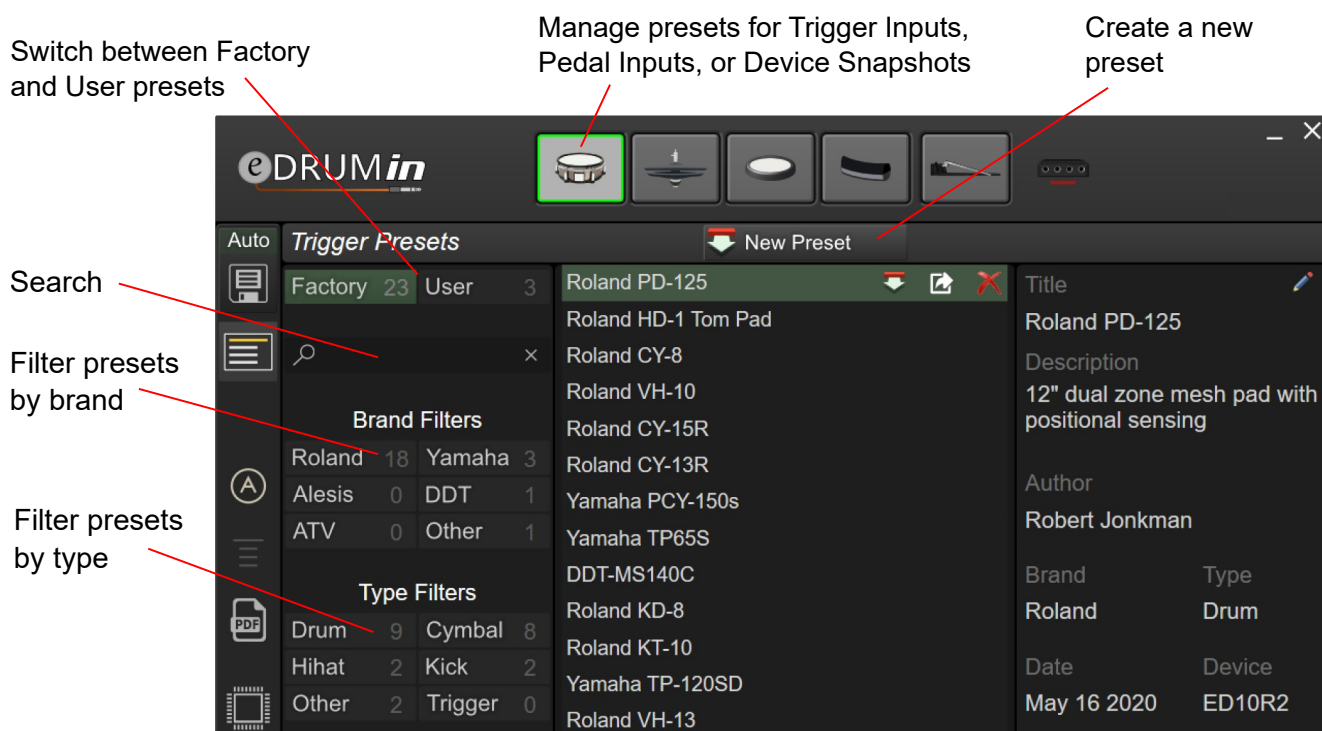 Switch between Factory
and User presets
Manage presets for Trigger Inputs,
Pedal Inputs, or Device Snapshots
Create a new
preset
eDRUMin
Auto
Trigger Presets
New Preset
Search
Filter presets
by brand
Filter presets
by type
Factory 23 User 3
Brand Filters
Roland 18 Yamaha 3
Alesis 0 DDT 1
ATV 0 Other 1
Type Filters
Drum 9 Cymbal 8
Hihat 2 Kick 2
Other 2 Trigger 0
A
PDF
Roland PD-125
Roland HD-1 Tom Pad
Roland CY-8
Roland VH-10
Roland CY-15R
Roland CY-13R
Yamaha PCY-150s
Yamaha TP65S
DDT-MS140C
Roland KD-8
Roland KT-10
Yamaha TP-120SD
Roland VH-13
Title
Roland PD-125
Description
12" dual zone mesh pad with
positional sensing
Author
Robert Jonkman
Brand Type
Roland Drum
Date Device
May 16 2020 ED10R2